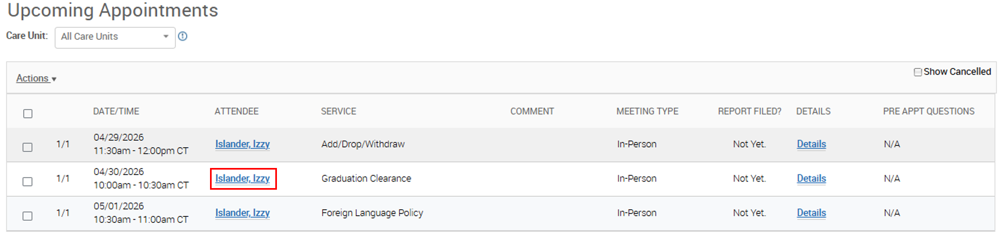 Upcoming Appointments
Care Unit: All Care Units
Actions
Show Cancelled
DATE/TIME ATTENDEE SERVICE COMMENT MEETING TYPE REPORT FILED? DETAILS PRE APPT QUESTIONS
1/1 04/29/2026 Islander, Izzy Add/Drop/Withdraw In-Person Not Yet. Details N/A
11:30am - 12:00pm CT
1/1 04/30/2026 Islander, Izzy Graduation Clearance In-Person Not Yet. Details N/A
10:00am - 10:30am CT
1/1 05/01/2026 Islander, Izzy Foreign Language Policy In-Person Not Yet. Details N/A
10:30am - 11:00am CT